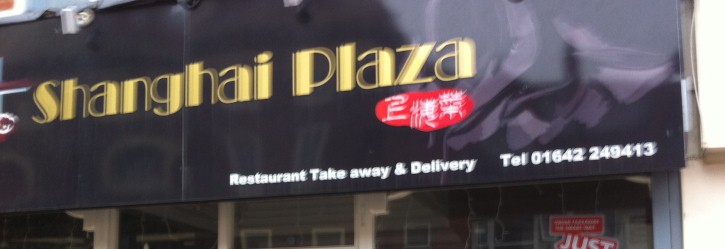 Shanghai Plaza
Restaurant Take away & Delivery Tel 01642 249413
JUST